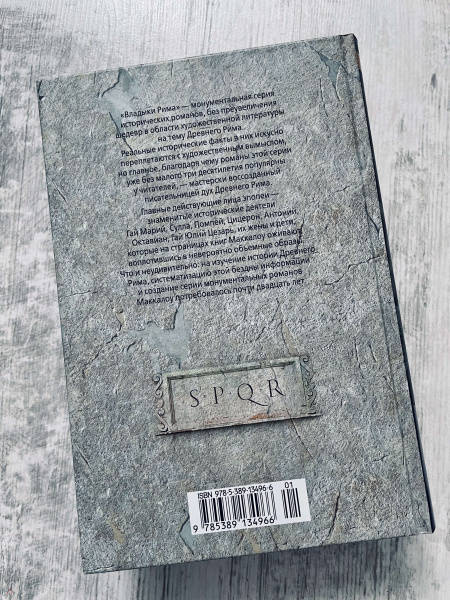 «Владыки Рима» — монументальная серия
исторических романов, без преувеличения
шедевр в области художественной литературы
на тему Древнего Рима.
Реальные исторические факты в них искусно
переплетаются с художественным вымыслом,
но главное, благодаря чему романы этой серии
уже без малого три десятилетия популярны
у читателей, — мастерски воссозданный
писательницей дух Древнего Рима.
Главные действующие лица эпопеи —
знаменитые исторические деятели
Гай Марий, Сулла, Помпей, Цицерон, Антоний,
Октавиан, Гай Юлий Цезарь, их жены и дети,
которые на страницах книг Маккалоу оживают,
воплотившись в невероятно объемные образы.
Что и неудивительно: на изучение истории Древнего
Рима, систематизацию этой бездны информации
и создание серии монументальных романов
Маккалоу потребовалось почти двадцать лет.
S·P·Q·R
ISBN 978-5-389-13496-6
01
9 785389 134966